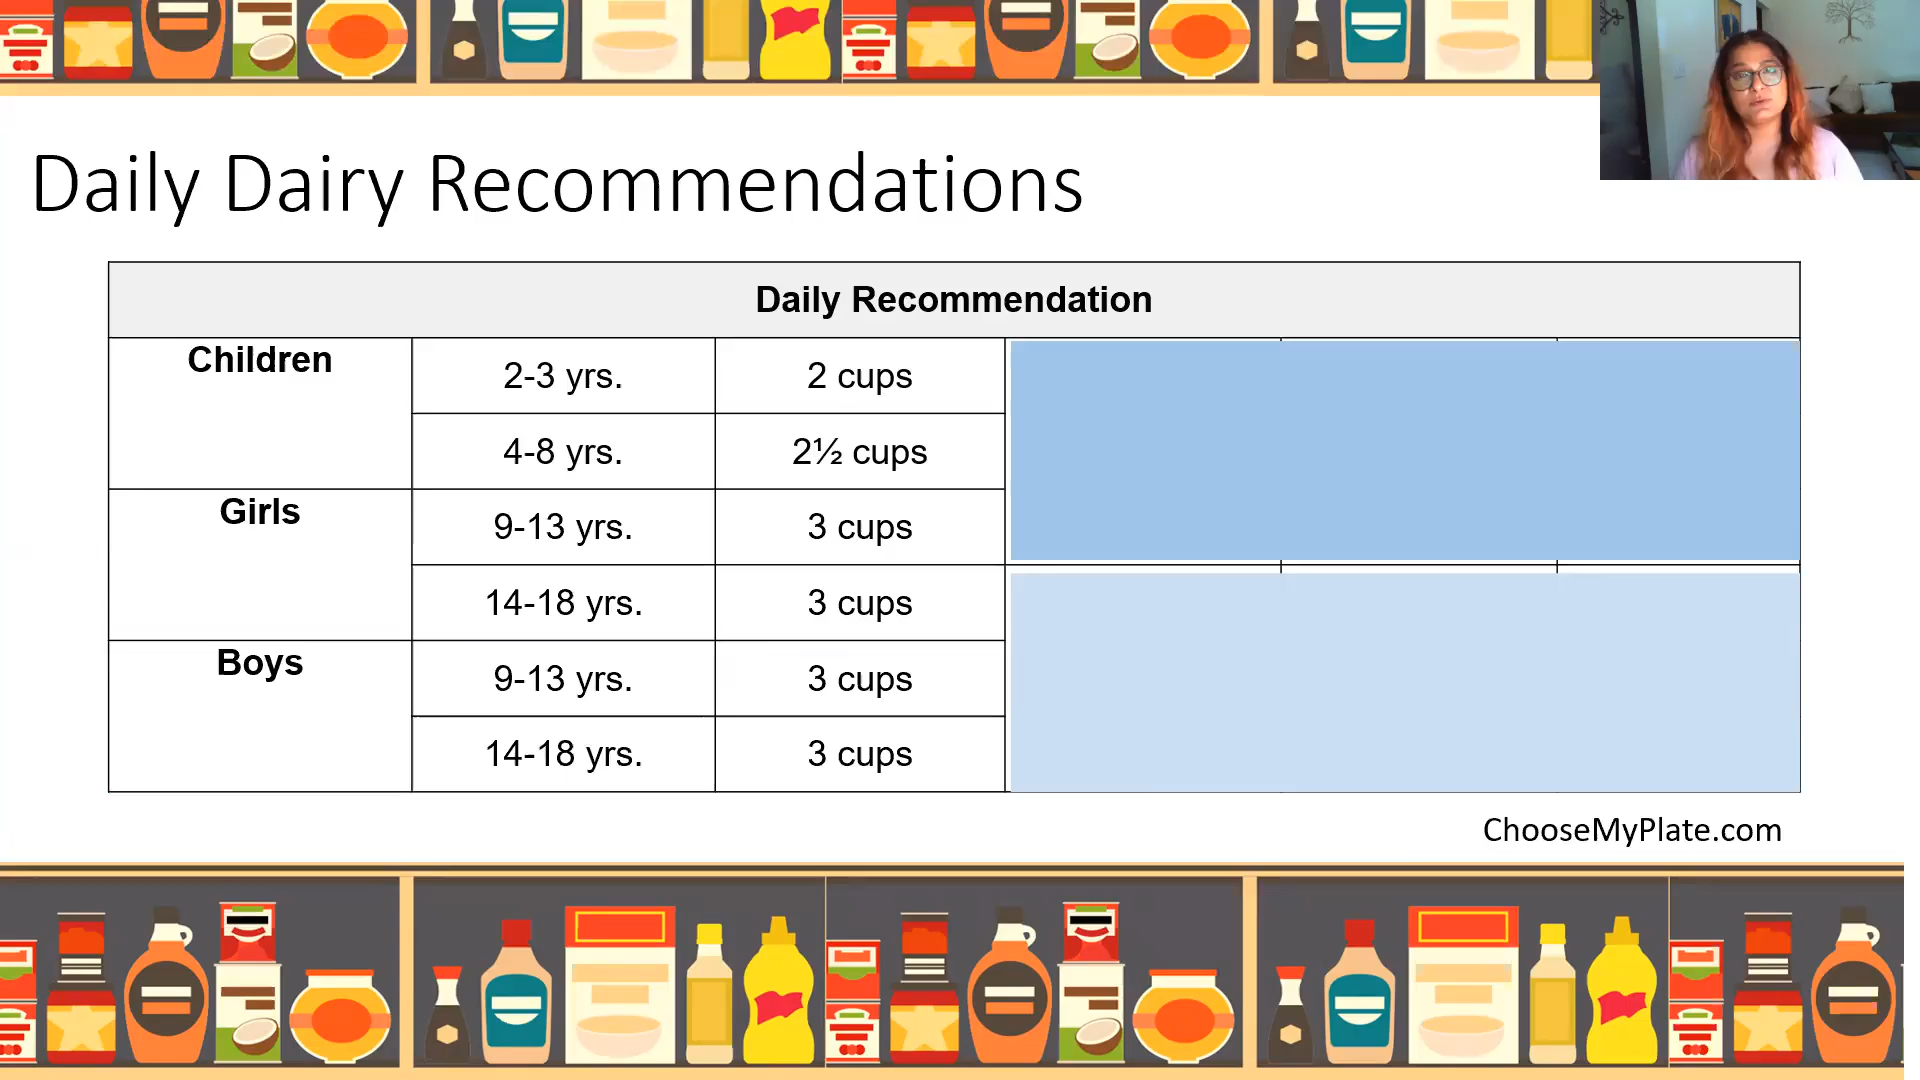 Daily Dairy Recommendations
Daily Recommendation
Children
2-3 yrs.
2 cups
4-8 yrs.
2½ cups
Girls
9-13 yrs.
3 cups
14-18 yrs.
3 cups
Boys
9-13 yrs.
3 cups
14-18 yrs.
3 cups
ChooseMyPlate.com